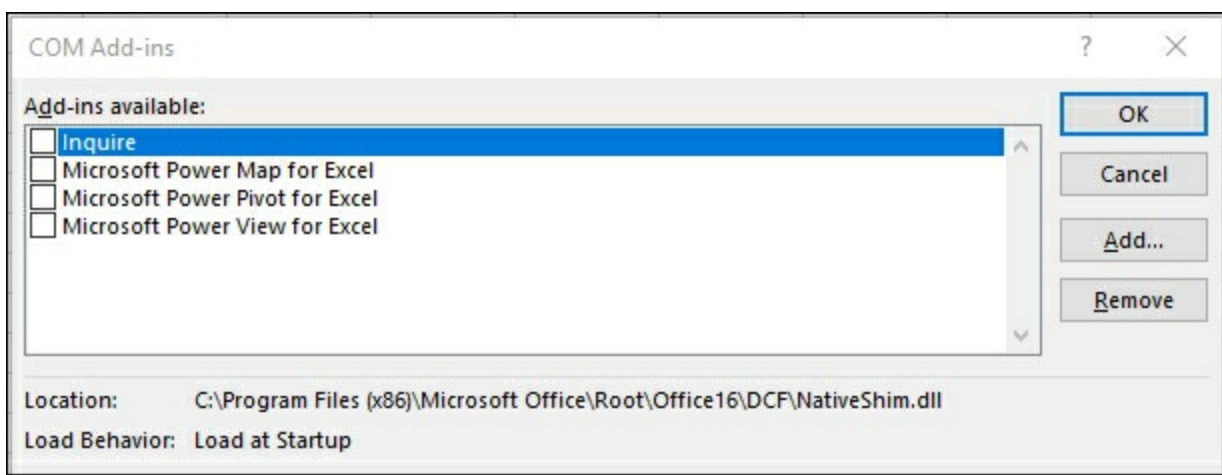 COM Add-ins ?
Add-ins available:
Inquire
Microsoft Power Map for Excel
Microsoft Power Pivot for Excel
Microsoft Power View for Excel
OK
Cancel
Add...
Remove
Location: C:\Program Files (x86)\Microsoft Office\Root\Office16\DCF\NativeShim.dll
Load Behavior: Load at Startup